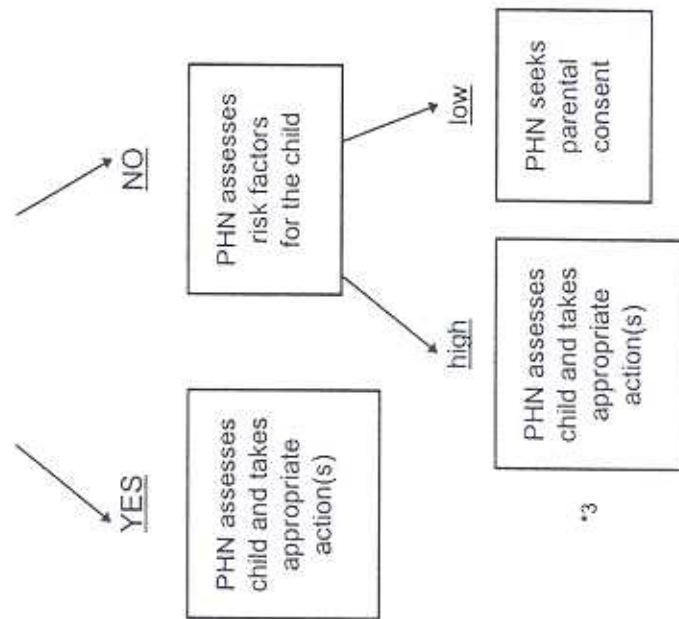 YES
NO
PHN assesses
child and takes
appropriate
action(s)
PHN assesses
risk factors
for the child
high
low
*3
PHN assesses
child and takes
appropriate
action(s)
PHN seeks
parental
consent